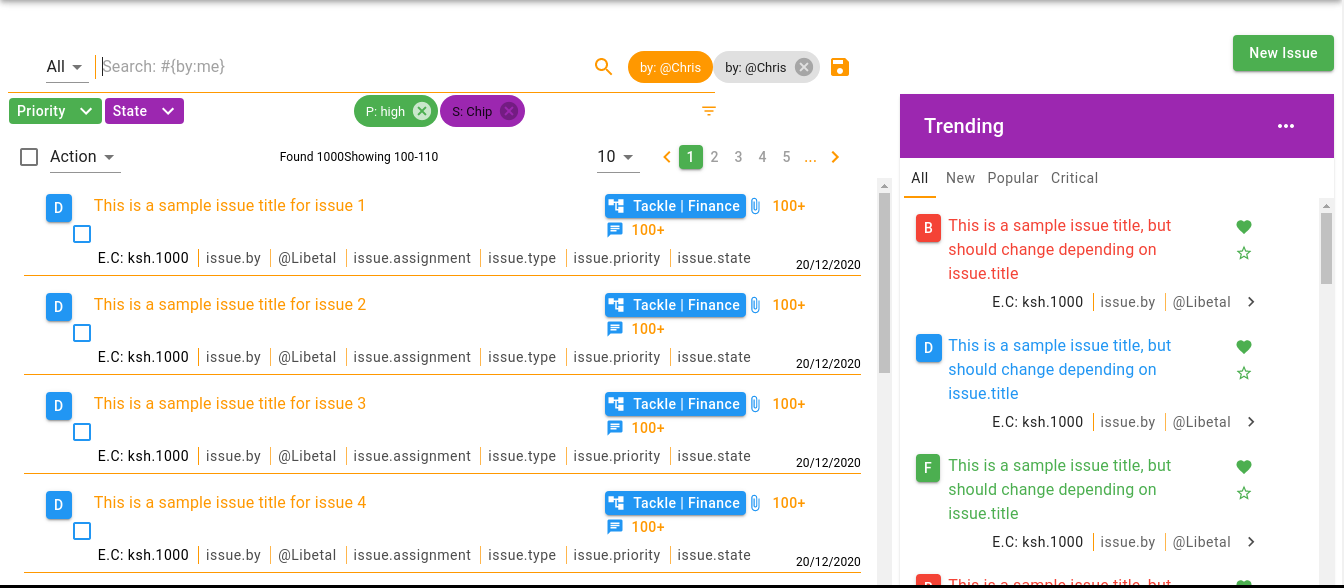 New Issue
All Search: #{by:me} by: @Chris by: @Chris
Priority State P: high S: Chip
Action Found 1000Showing 100-110 10 1 2 3 4 5 ...
D This is a sample issue title for issue 1 Tackle | Finance 100+
100+
E.C: ksh.1000 issue.by @Libetal issue.assignment issue.type issue.priority issue.state 20/12/2020
D This is a sample issue title for issue 2 Tackle | Finance 100+
100+
E.C: ksh.1000 issue.by @Libetal issue.assignment issue.type issue.priority issue.state 20/12/2020
D This is a sample issue title for issue 3 Tackle | Finance 100+
100+
E.C: ksh.1000 issue.by @Libetal issue.assignment issue.type issue.priority issue.state 20/12/2020
D This is a sample issue title for issue 4 Tackle | Finance 100+
100+
E.C: ksh.1000 issue.by @Libetal issue.assignment issue.type issue.priority issue.state 20/12/2020
Trending
All New Popular Critical
B This is a sample issue title, but
should change depending on
issue.title
E.C: ksh.1000 issue.by @Libetal
D This is a sample issue title, but
should change depending on
issue.title
E.C: ksh.1000 issue.by @Libetal
F This is a sample issue title, but
should change depending on
issue.title
E.C: ksh.1000 issue.by @Libetal
This is a sample issue title, but